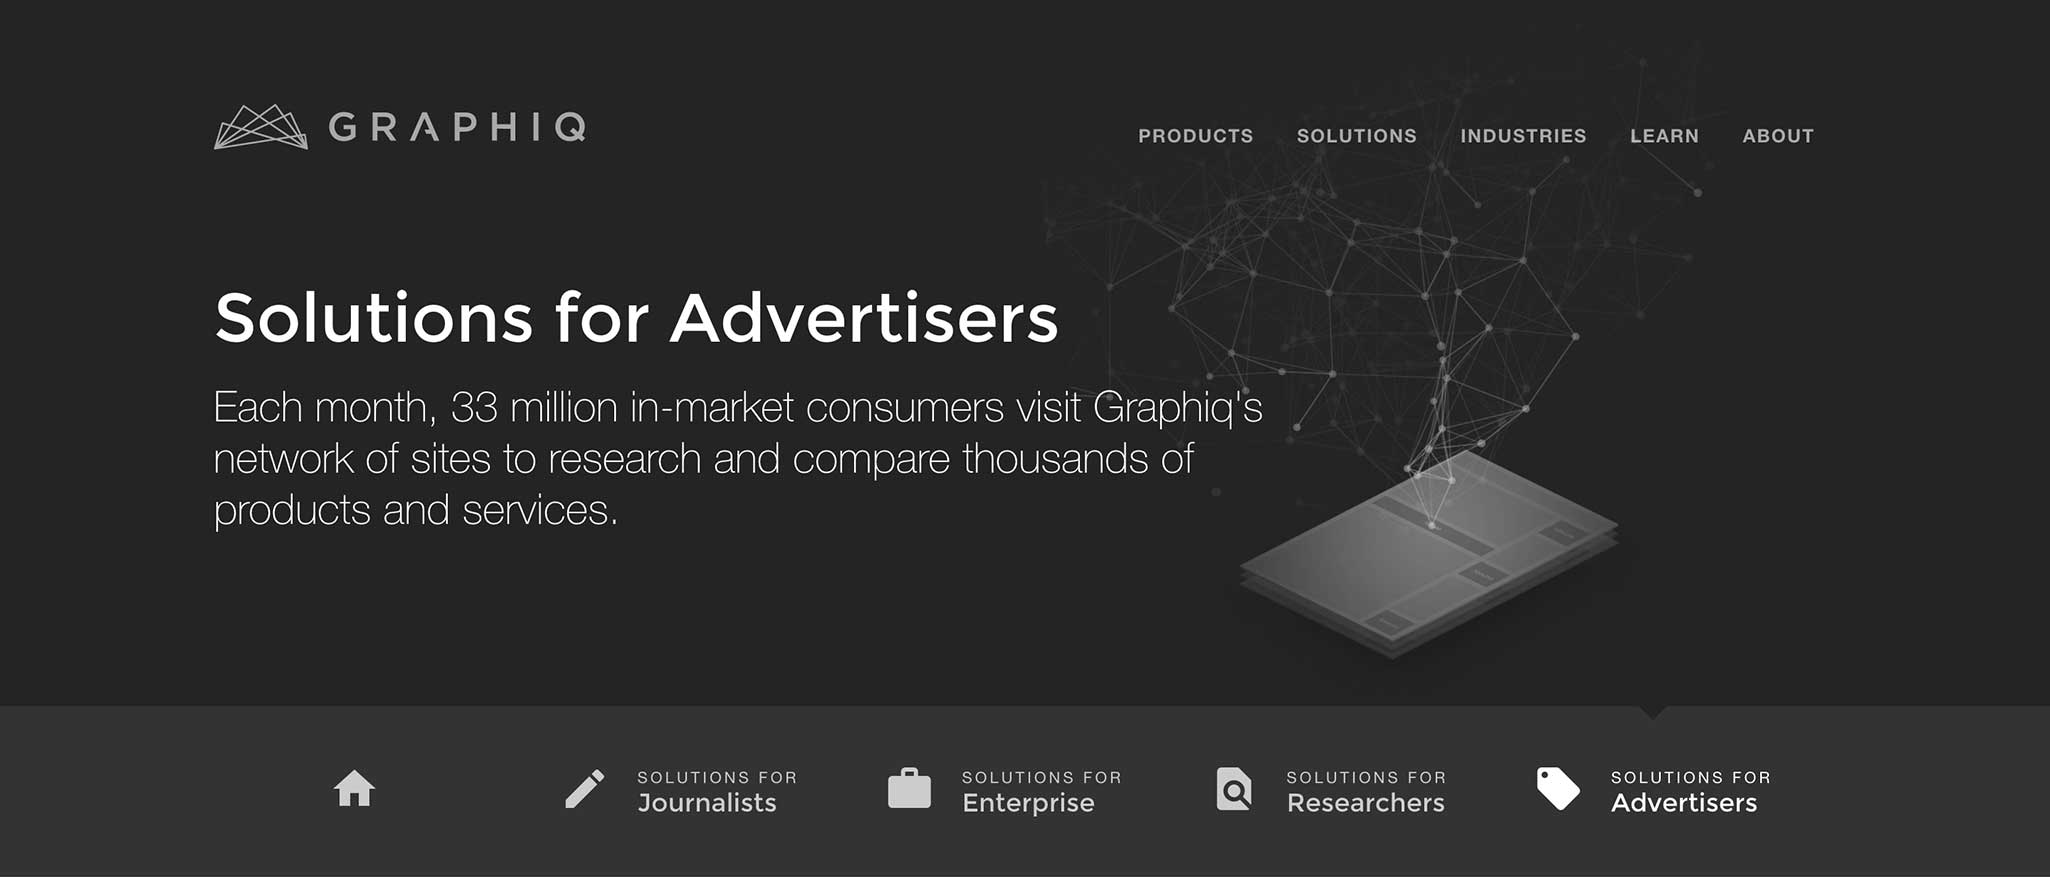 GRAPHIQ
PRODUCTS SOLUTIONS INDUSTRIES LEARN ABOUT
Solutions for Advertisers
Each month, 33 million in-market consumers visit Graphiq's
network of sites to research and compare thousands of
products and services.
SOLUTIONS FOR
Journalists
SOLUTIONS FOR
Enterprise
SOLUTIONS FOR
Researchers
SOLUTIONS FOR
Advertisers